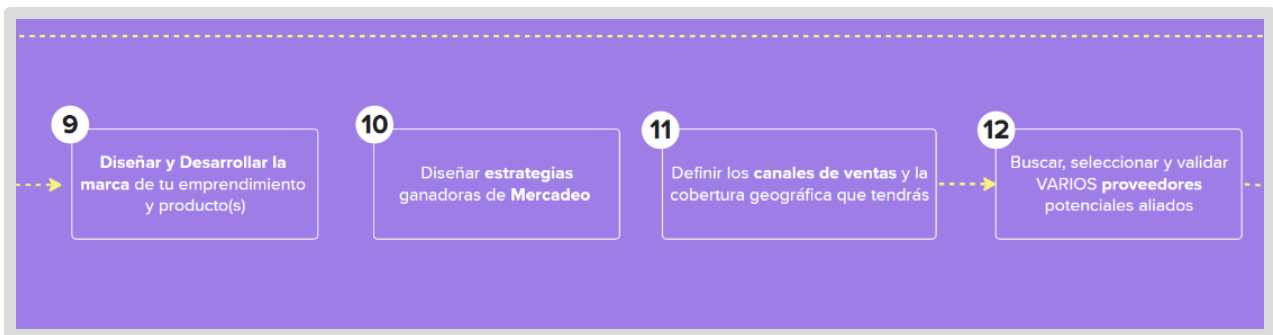 9
Diseñar y Desarrollar la
marca de tu emprendimiento
y producto(s)
10
Diseñar estrategias
ganadoras de Mercadeo
11
Definir los canales de ventas y la
cobertura geográfica que tendrás
12
Buscar, seleccionar y validar
VARIOS proveedores
potenciales aliados